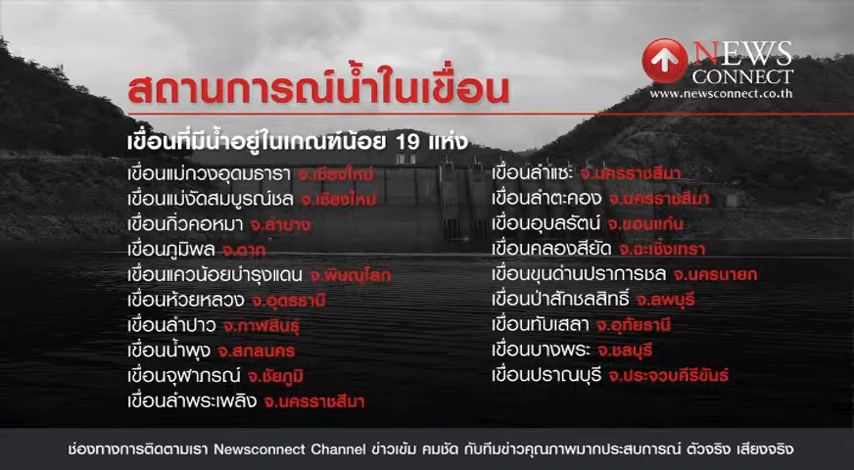 NEWS
CONNECT
www.newsconnect.co.th
สถานการณ์น้ำในเขื่อน
เขื่อนที่มีน้ำอยู่ในเกณฑ์น้อย 19 แห่ง
เขื่อนแม่กวงอุดมธารา จ.เชียงใหม่
เขื่อนแม่งัดสมบูรณ์ชล จ.เชียงใหม่
เขื่อนกิ่วคอหมา จ.ลำปาง
เขื่อนภูมิพล จ.ตาก
เขื่อนแควน้อยบำรุงแดน จ.พิษณุโลก
เขื่อนห้วยหลวง จ.อุดรธานี
เขื่อนลำปาว จ.กาฬสินธุ์
เขื่อนน้ำพุง จ.สกลนคร
เขื่อนจุฬาภรณ์ จ.ชัยภูมิ
เขื่อนลำพระเพลิง จ.นครราชสีมา
เขื่อนลำแชะ จ.นครราชสีมา
เขื่อนลำตะคอง จ.นครราชสีมา
เขื่อนอุบลรัตน์ จ.ขอนแก่น
เขื่อนคลองสียัด จ.ฉะเชิงเทรา
เขื่อนขุนด่านปราการชล จ.นครนายก
เขื่อนป่าสักชลสิทธิ์ จ.ลพบุรี
เขื่อนทับเสลา จ.อุทัยธานี
เขื่อนบางพระ จ.ชลบุรี
เขื่อนปราณบุรี จ.ประจวบคีรีขันธ์
ช่องทางการติดตามเรา Newsconnect Channel ข่าวเข้ม คมชัด กับทีมข่าวคุณภาพมากประสบการณ์ ตัวจริง เสียงจริง